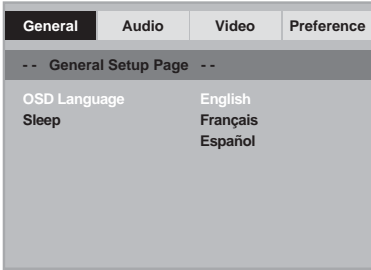 General Audio Video Preference
- - General Setup Page - -
OSD Language English
Sleep Français
Español